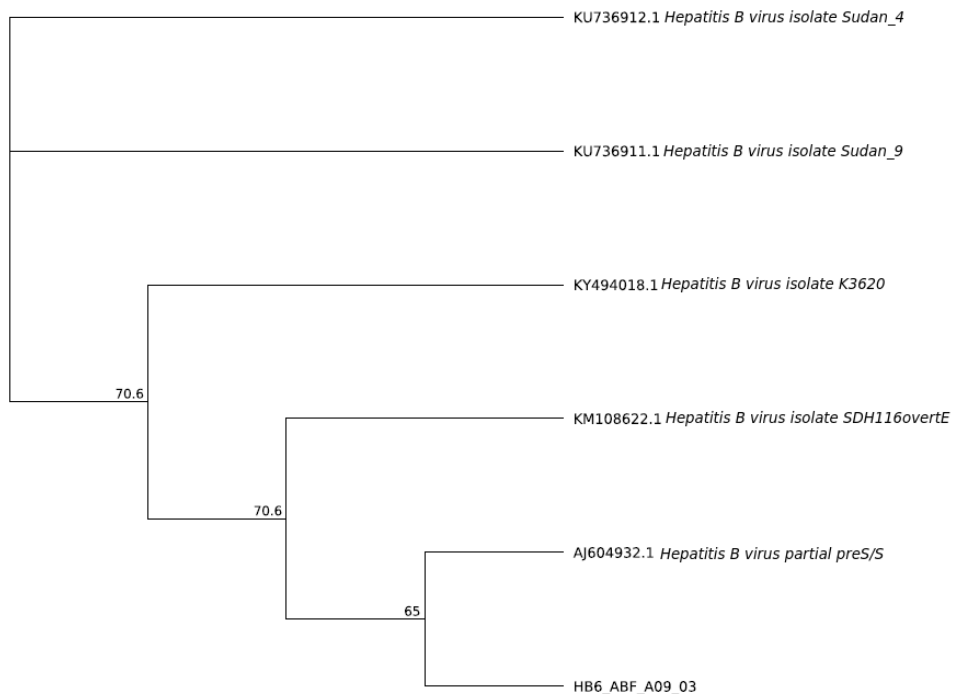 KU736912.1 Hepatitis B virus isolate Sudan_4
KU736911.1 Hepatitis B virus isolate Sudan_9
KY494018.1 Hepatitis B virus isolate K3620
70.6
KM108622.1 Hepatitis B virus isolate SDH116overtE
70.6
AJ604932.1 Hepatitis B virus partial preS/S
65
HB6_ABF_A09_03